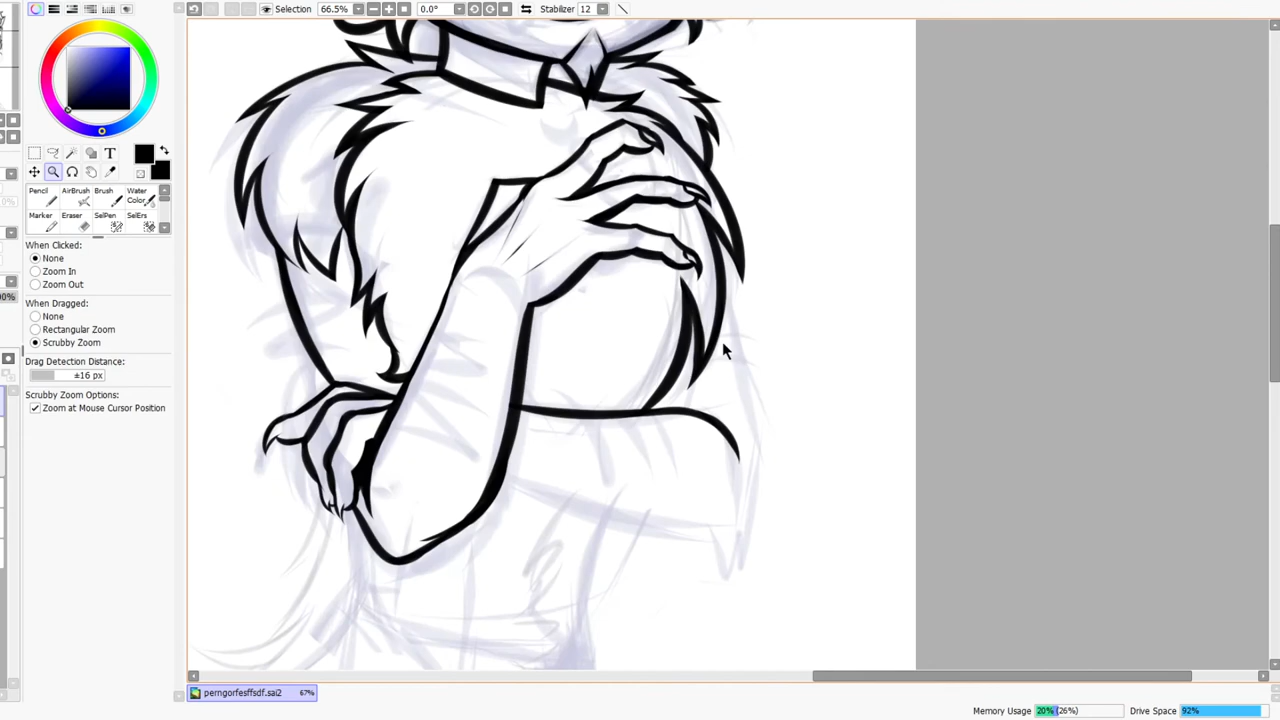 Selection 66.5% 0.0° Stabilizer 12
T
Pencil AirBrush Brush Water Color
Marker Eraser SelPen SelErs
When Clicked:
None
Zoom In
Zoom Out
When Dragged:
None
Rectangular Zoom
Scrubby Zoom
Drag Detection Distance:
±16 px
Scrubby Zoom Options:
Zoom at Mouse Cursor Position
perngorfesffsdf.sai2 67%
Memory Usage 20% (26%) Drive Space 92%